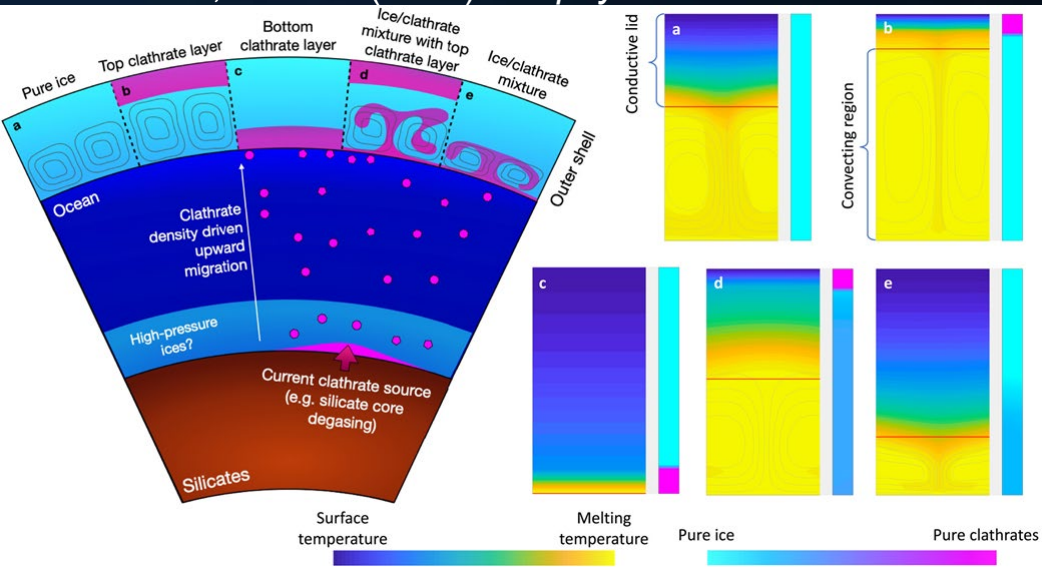 Pure ice
Top clathrate layer
Bottom
clathrate layer
Ice/clathrate
mixture with top
clathrate layer
Ice/clathrate
mixture
a
b
c
d
e
Outer shell
Ocean
Clathrate
density driven
upward
migration
High-pressure
ices?
Current clathrate source
(e.g. silicate core
degasing)
Silicates
Conductive lid
a
Convecting region
b
c
d
e
Surface
temperature
Melting
temperature
Pure ice
Pure clathrates